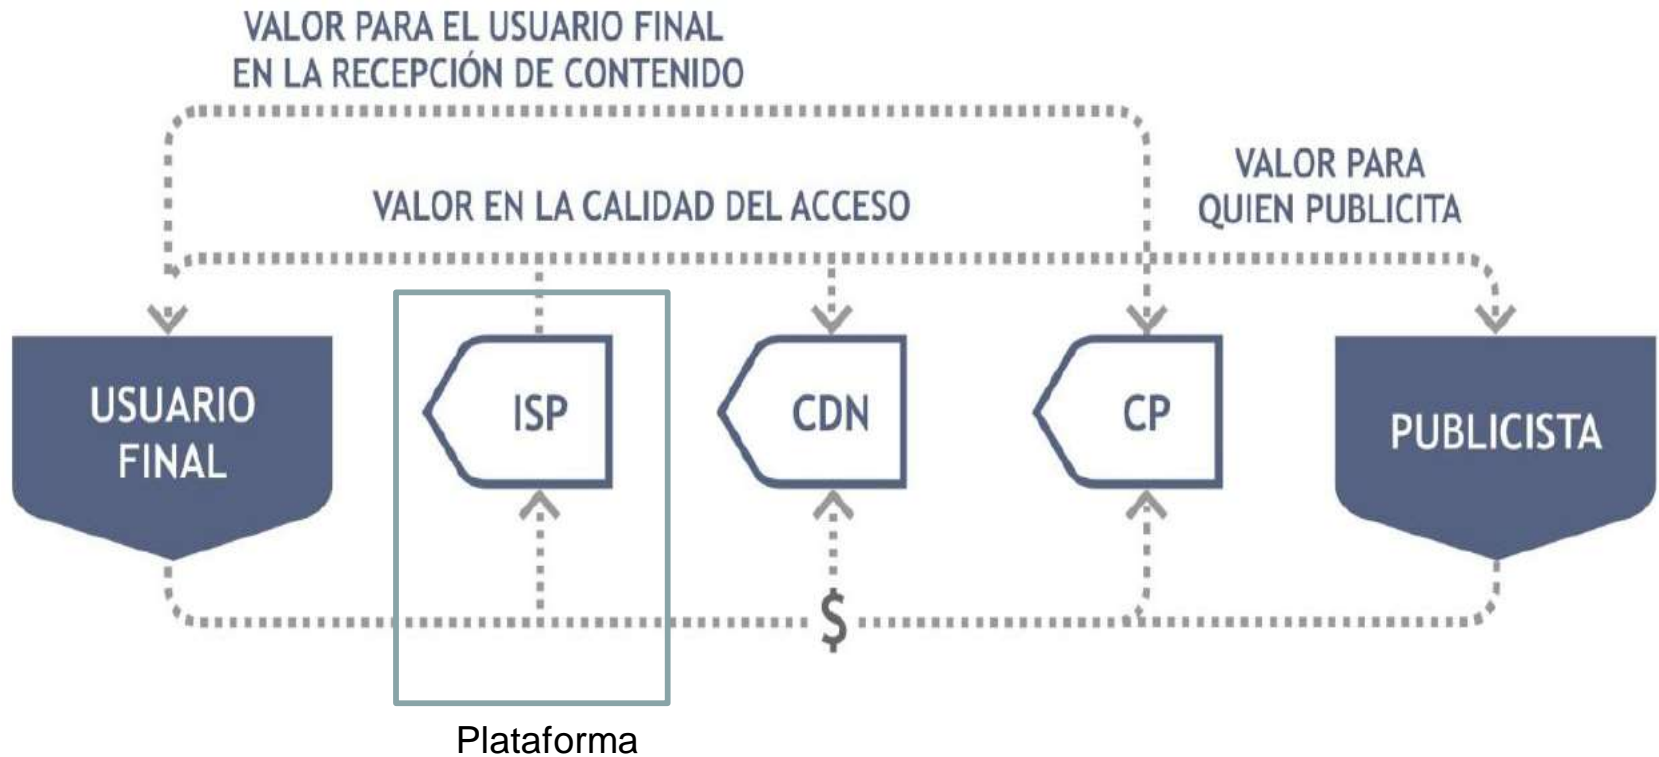 VALOR PARA EL USUARIO FINAL
EN LA RECEPCIÓN DE CONTENIDO
VALOR PARA
QUIEN PUBLICITA
VALOR EN LA CALIDAD DEL ACCESO
USUARIO
FINAL
ISP
CDN
CP
PUBLICISTA
$
Plataforma